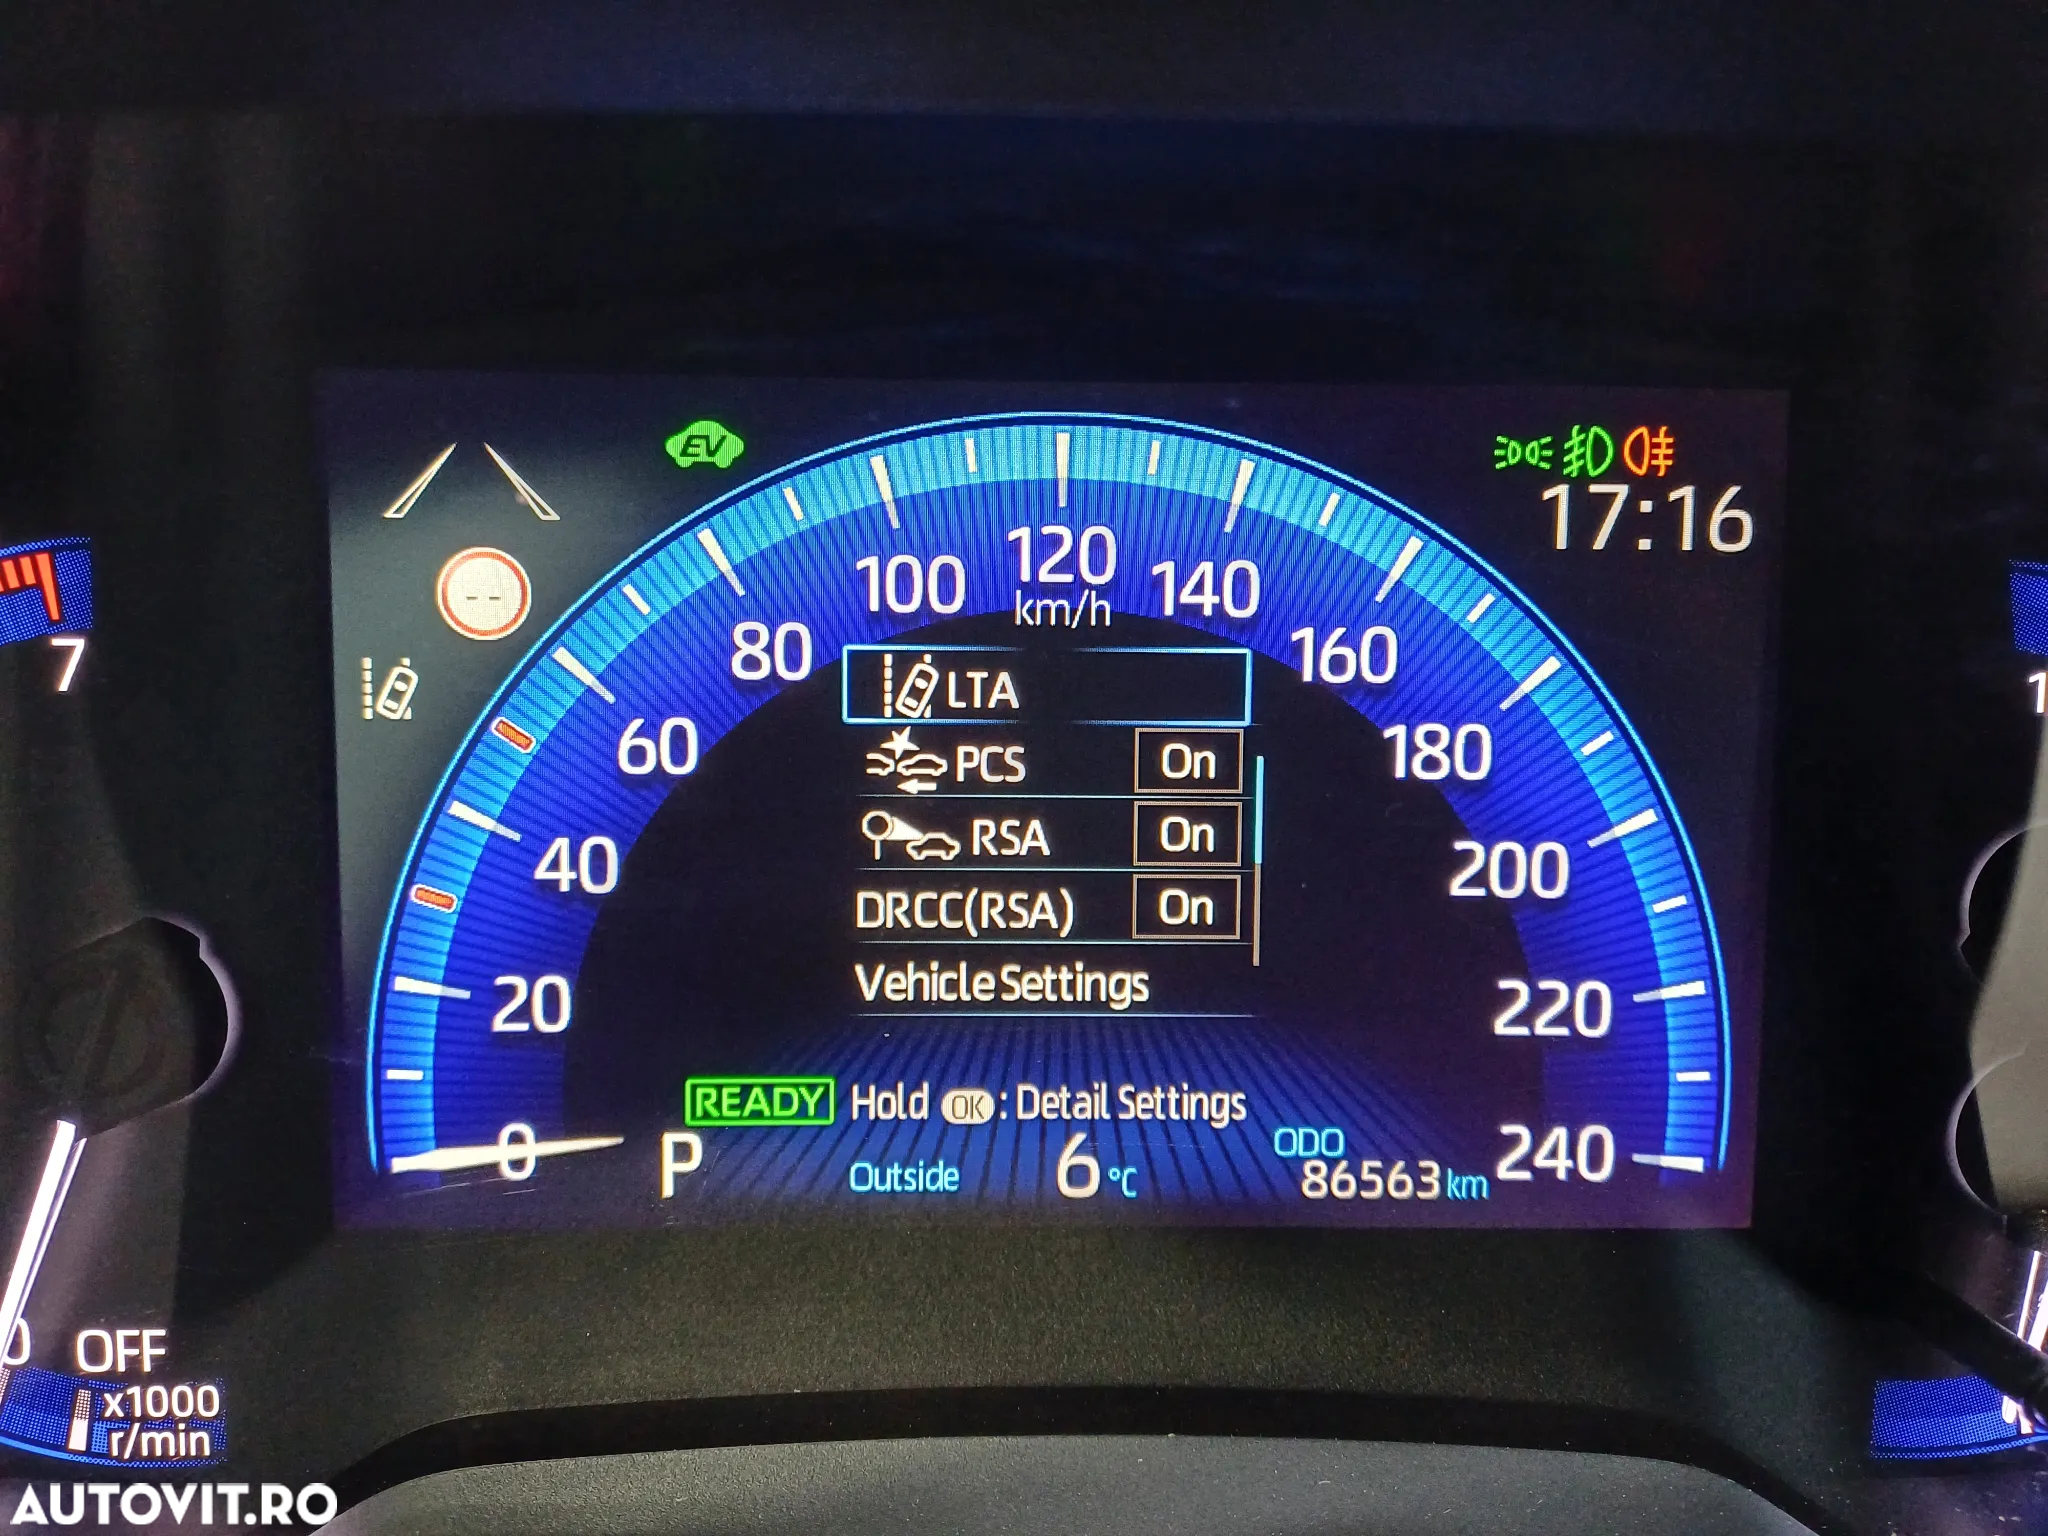 EV
17:16
100
120
140
km/h
7
80
160
LTA
60
180
PCS On
RSA On
40
200
DRCC(RSA) On
20
Vehicle Settings
220
READY Hold OK : Detail Settings
0
P
Outside 6 °C
ODO
86563 km
240
1
0 OFF
x1000
r/min
AUTOVIT.RO